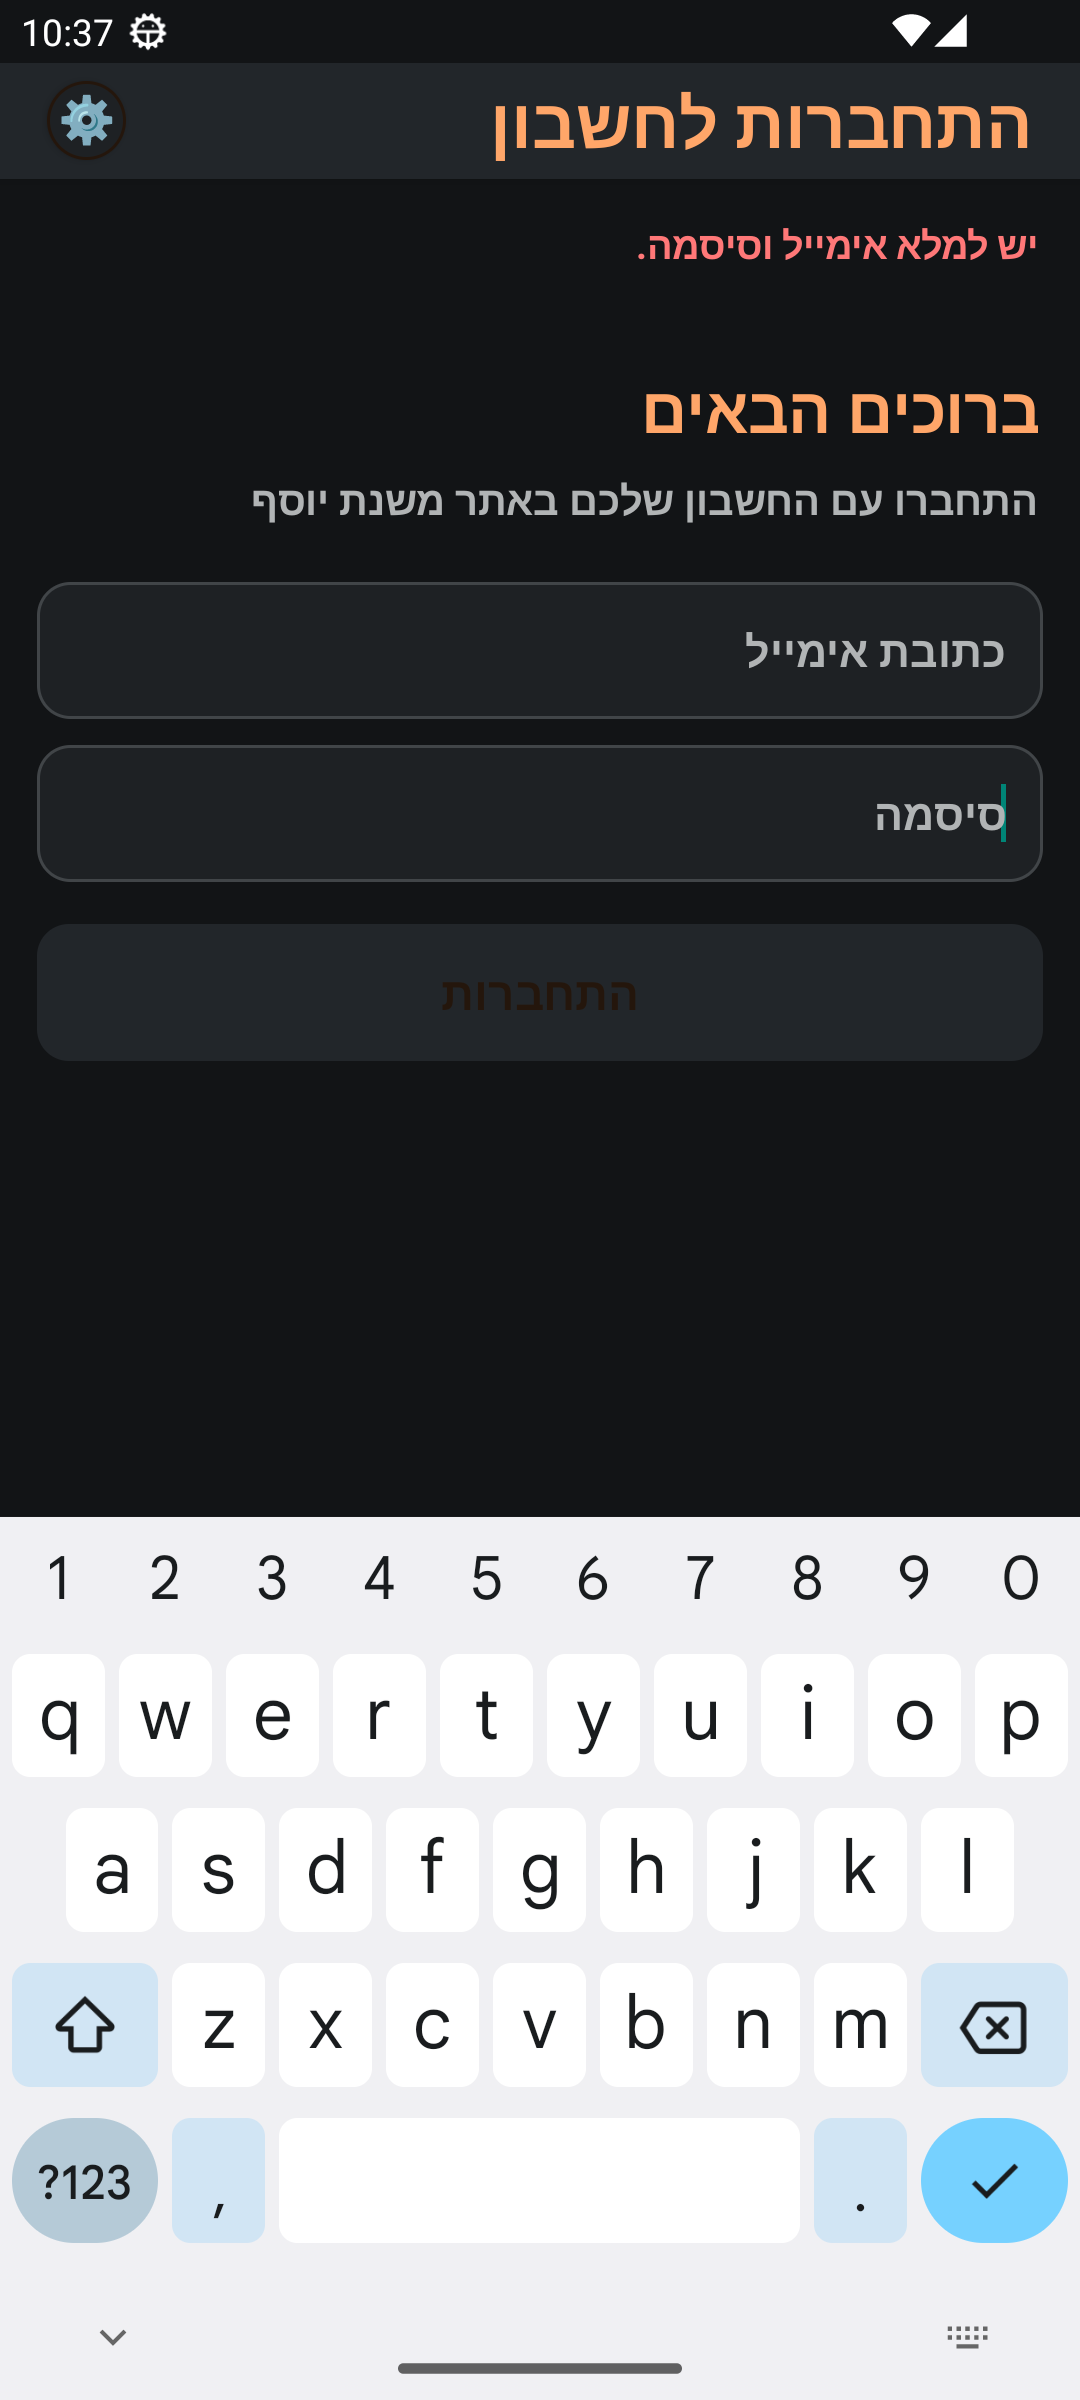 10:37
התחברות לחשבון
יש למלא אימייל וסיסמה.
ברוכים הבאים
התחברו עם החשבון שלכם באתר משנת יוסף
כתובת אימייל
סיסמה
התחברות
1 2 3 4 5 6 7 8 9 0
q w e r t y u i o p
a s d f g h j k l
z x c v b n m
?123 , .